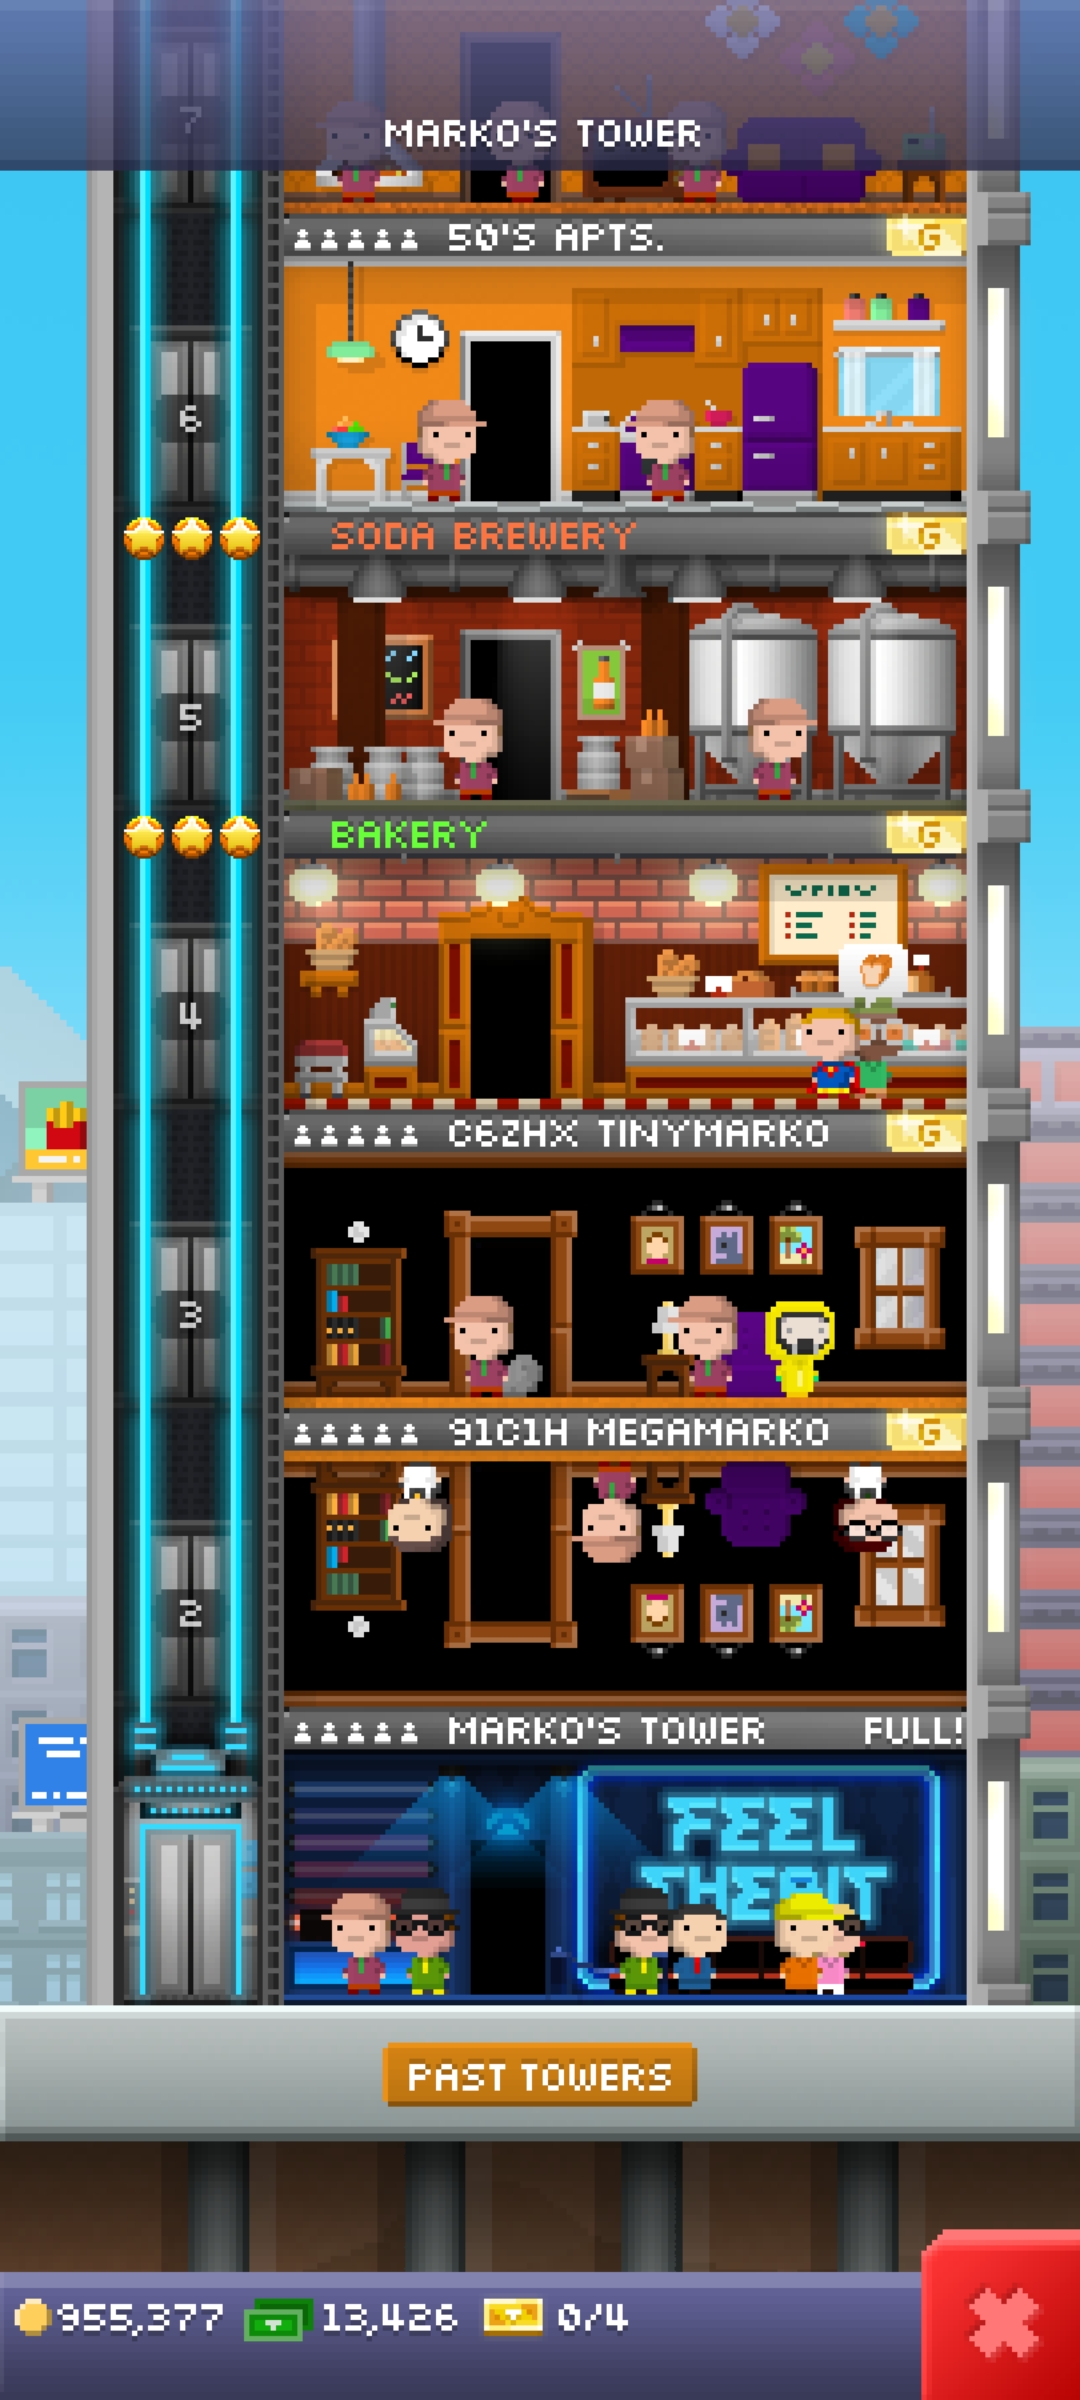 7
MARKO'S TOWER
50'S APTS.
G
6
SODA BREWERY
G
5
BAKERY
G
4
C6ZHX TINYMARKO
G
3
91C1H MEGAMARKO
G
2
MARKO'S TOWER FULL!
FEEL
THE BIT
PAST TOWERS
955,377 13,426 0/4